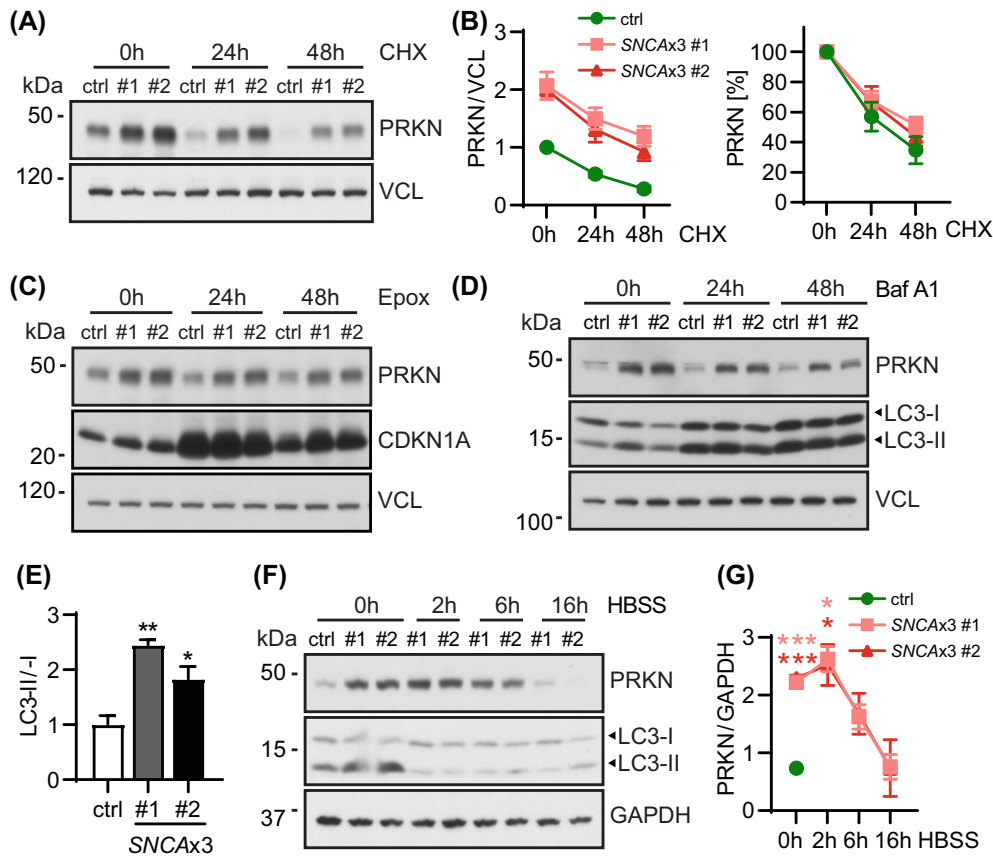 (A)
0h 24h 48h CHX
kDa ctrl #1 #2 ctrl #1 #2 ctrl #1 #2
50 PRKN
120 VCL
(B)
ctrl
SNCAx3 #1
SNCAx3 #2
PRKN/VCL
3
2
1
0
0h 24h 48h CHX
PRKN [%]
100
80
60
40
20
0
0h 24h 48h CHX
(C)
0h 24h 48h Epox
kDa ctrl #1 #2 ctrl #1 #2 ctrl #1 #2
50 PRKN
20 CDKN1A
120 VCL
(D)
0h 24h 48h Baf A1
kDa ctrl #1 #2 ctrl #1 #2 ctrl #1 #2
50 PRKN
LC3-I
15 LC3-II
VCL
100
(E)
LC3-II/-I
3
2
1
0
** *
ctrl #1 #2
SNCAx3
(F)
0h 2h 6h 16h HBSS
kDa ctrl #1 #2 #1 #2 #1 #2 #1 #2
50 PRKN
LC3-I
15 LC3-II
37 GAPDH
(G)
ctrl
SNCAx3 #1
SNCAx3 #2
*** *
*** *
PRKN/GAPDH
3
2
1
0
0h 2h 6h 16h HBSS